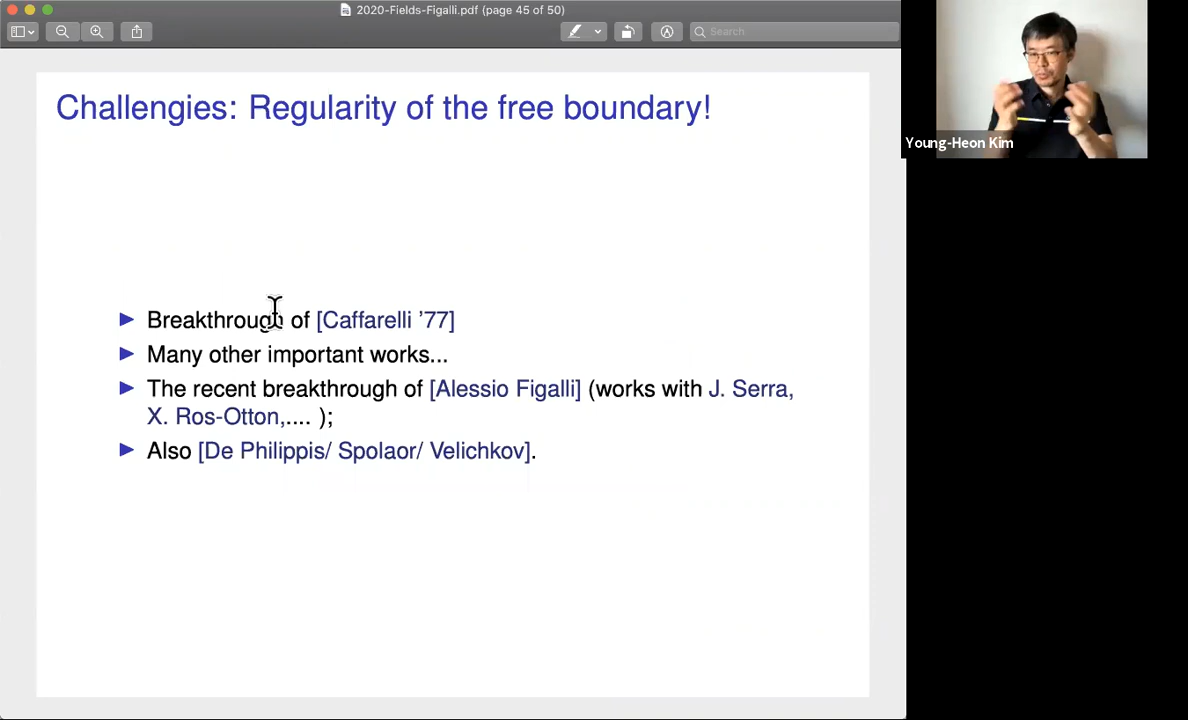 2020-Fields-Figalli.pdf (page 45 of 50)
Search
Challengies: Regularity of the free boundary!
Young-Heon Kim
► Breakthrough of [Caffarelli ’77]
► Many other important works...
► The recent breakthrough of [Alessio Figalli] (works with J. Serra,
X. Ros-Otton,.... );
► Also [De Philippis/ Spolaor/ Velichkov].